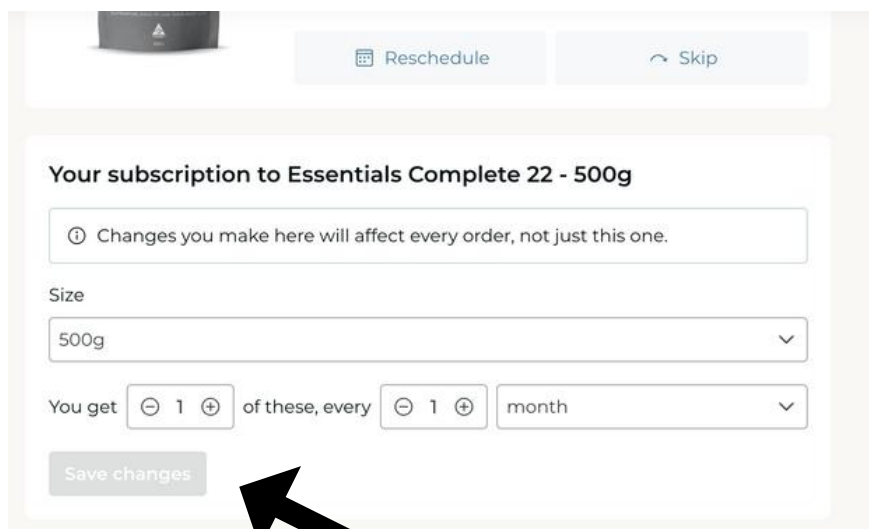 Reschedule
Skip
Your subscription to Essentials Complete 22 - 500g
Changes you make here will affect every order, not just this one.
Size
500g
You get 1 of these, every 1 month
Save changes